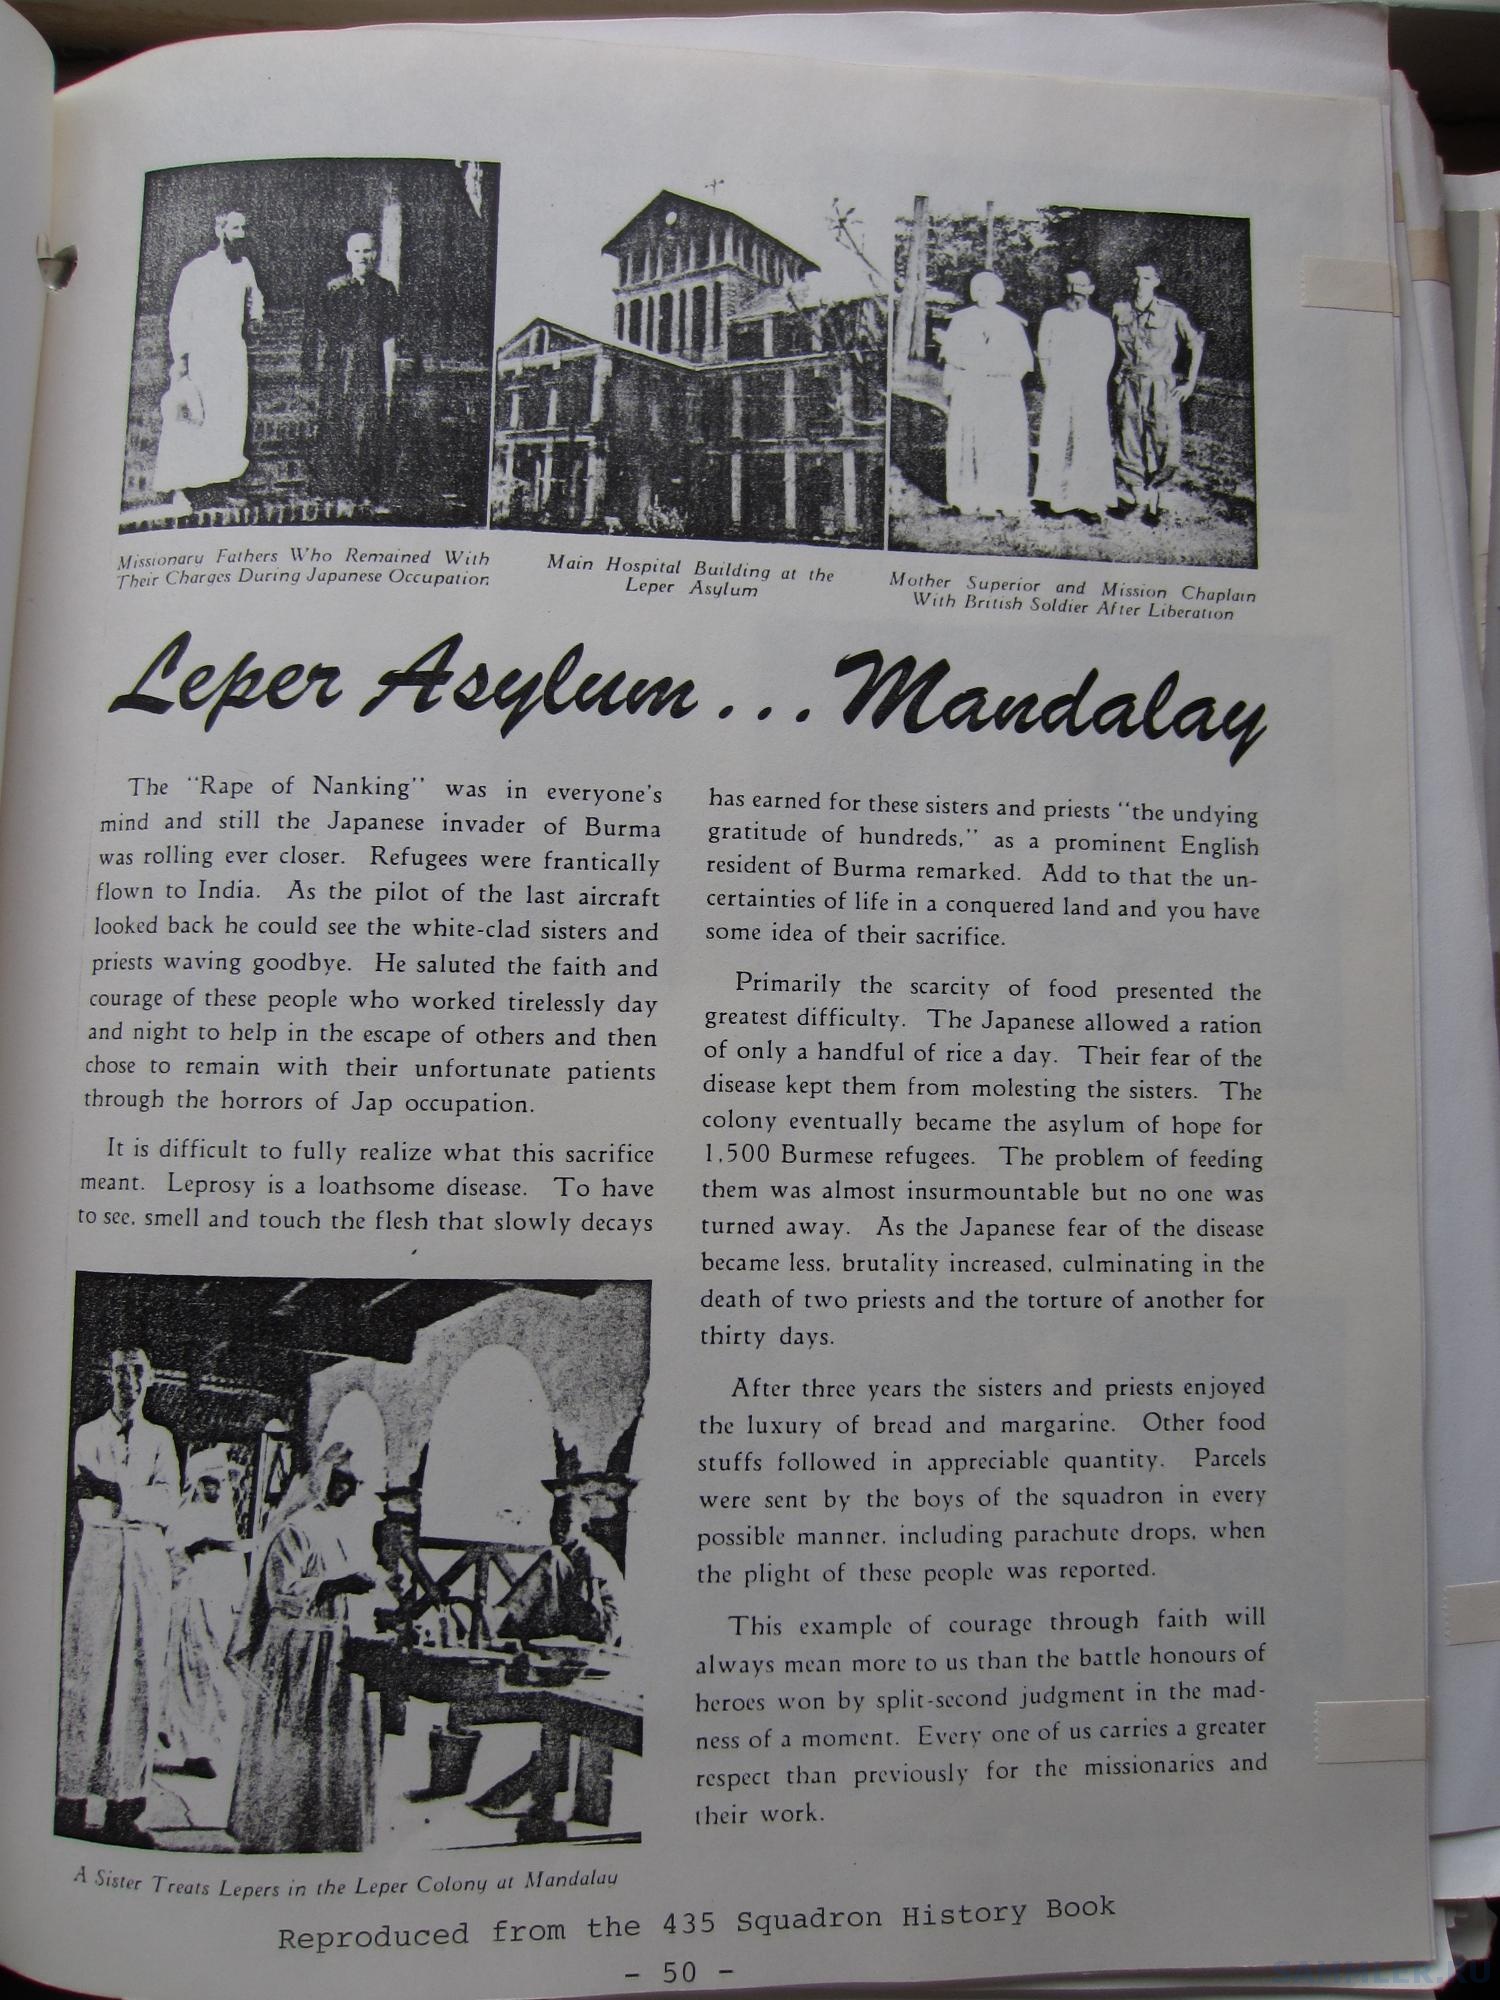 Missionary Fathers Who Remained With
Their Charges During Japanese Occupation.
Main Hospital Building at the
Leper Asylum
Mother Superior and Mission Chaplain
With British Soldier After Liberation
Leper Asylum . . . Mandalay
The "Rape of Nanking" was in everyone's
mind and still the Japanese invader of Burma
was rolling ever closer. Refugees were frantically
flown to India. As the pilot of the last aircraft
looked back he could see the white-clad sisters and
priests waving goodbye. He saluted the faith and
courage of these people who worked tirelessly day
and night to help in the escape of others and then
chose to remain with their unfortunate patients
through the horrors of Jap occupation.
It is difficult to fully realize what this sacrifice
meant. Leprosy is a loathsome disease. To have
to see, smell and touch the flesh that slowly decays
A Sister Treats Lepers in the Leper Colony at Mandalay
has earned for these sisters and priests "the undying
gratitude of hundreds," as a prominent English
resident of Burma remarked. Add to that the un-
certainties of life in a conquered land and you have
some idea of their sacrifice.
Primarily the scarcity of food presented the
greatest difficulty. The Japanese allowed a ration
of only a handful of rice a day. Their fear of the
disease kept them from molesting the sisters. The
colony eventually became the asylum of hope for
1,500 Burmese refugees. The problem of feeding
them was almost insurmountable but no one was
turned away. As the Japanese fear of the disease
became less, brutality increased, culminating in the
death of two priests and the torture of another for
thirty days.
After three years the sisters and priests enjoyed
the luxury of bread and margarine. Other food
stuffs followed in appreciable quantity. Parcels
were sent by the boys of the squadron in every
possible manner, including parachute drops, when
the plight of these people was reported.
This example of courage through faith will
always mean more to us than the battle honours of
heroes won by split-second judgment in the mad-
ness of a moment. Every one of us carries a greater
respect than previously for the missionaries and
their work.
Reproduced from the 435 Squadron History Book
- 50 -
SAMMLER.RU